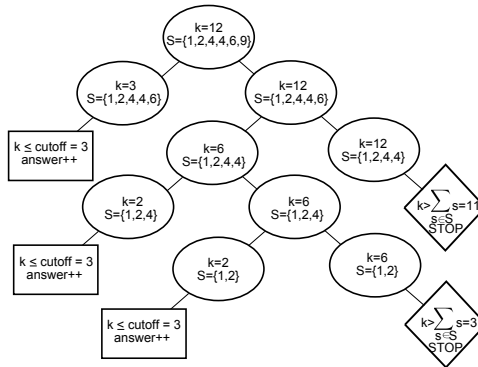 k=12
S={1,2,4,4,6,9}
k=3
S={1,2,4,4,6}
k=12
S={1,2,4,4,6}
k ≤ cutoff = 3
answer++
k=6
S={1,2,4,4}
k=12
S={1,2,4,4}
k=2
S={1,2,4}
k=6
S={1,2,4}
k>∑ s=11
s∈S
STOP
k ≤ cutoff = 3
answer++
k=2
S={1,2}
k=6
S={1,2}
k ≤ cutoff = 3
answer++
k>∑ s=3
s∈S
STOP